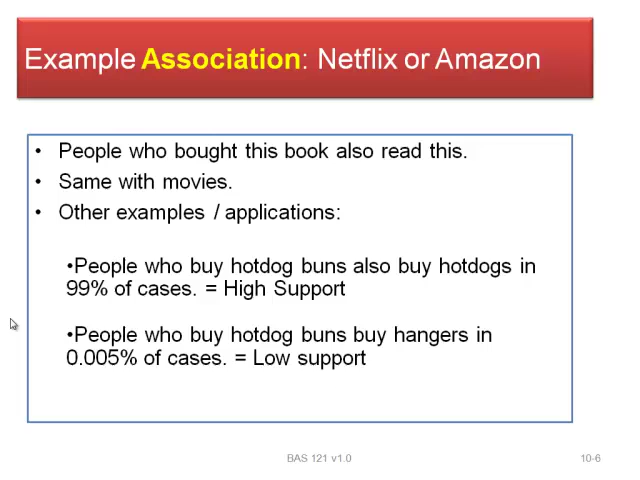 Example Association: Netflix or Amazon
• People who bought this book also read this.
• Same with movies.
• Other examples / applications:
•People who buy hotdog buns also buy hotdogs in
99% of cases. = High Support
•People who buy hotdog buns buy hangers in
0.005% of cases. = Low support
BAS 121 v1.0
10-6